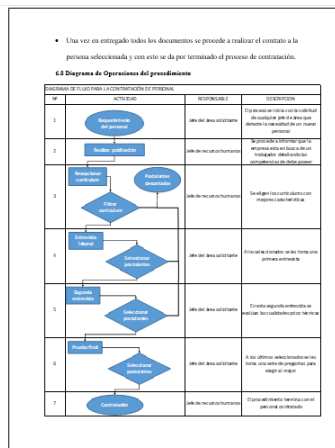 • Una vez en entregado todos los documentos se procede a realizar el contrato a la
persona seleccionada y con esto se da por terminado el proceso de contratación.
6.5 Diagrama de Operaciones del procedimiento
DIAGRAMA DE FLUJO PARA LA CONTRATACIÓN DE PERSONAL
Nº ACTIVIDAD RESPONSABLE DESCRIPCION
1
Requerimiento
del personal
Jefe del área solicitante
El proceso se inicia con la solicitud
de cualquier jefe de área que
detecte la necesidad de un nuevo
personal
2
Realizar publicación
Jefe de recursos humanos
Se procede a informar que la
empresa esta en busca de un
trabajador detallando las
competencias de debe poseer
3
Recepcionar
curriculum
Postulantes
descartados
Filtrar
curriculum
Jefe de recursos humanos
Se eligen los curriculums con
mejores características
4
Entrevista
laboral
Seleccionar
postulantes
Jefe del área solicitante
A los seleccionados se les toma una
primera entrevista
5
Segunda
entrevista
Seleccionar
postulantes
Jefe del área solicitante
En esta segunda entrevista se
evalúan las cualidades psico técnicas
6
Prueba final
Seleccionar
postulantes
Jefe del área solicitante
A los últimos seleccionados se les
toma una serie de preguntas para
elegir al mejor
7
Contratación
Jefe de recursos humanos
El procedimiento termina con el
personal contratado